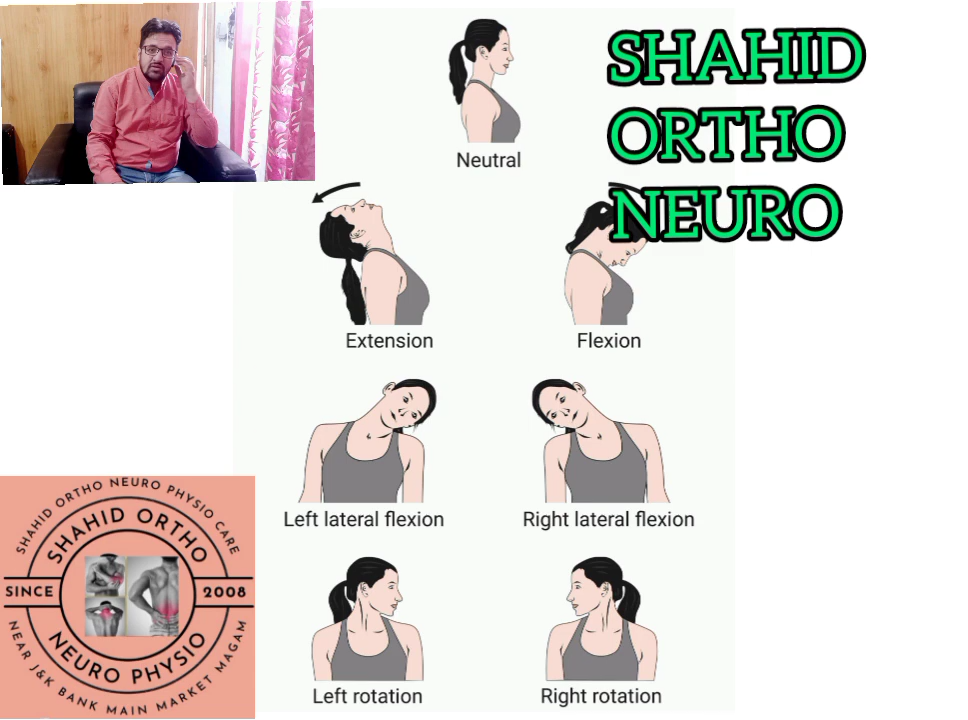 SHAHID
ORTHO
NEURO
Neutral
Extension
Flexion
Left lateral flexion
Right lateral flexion
Left rotation
Right rotation
SHAHID ORTHO NEURO PHYSIO CARE
SHAHID ORTHO
SINCE 2008
NEURO PHYSIO
NEAR J&K BANK MAIN MARKET MAGAM